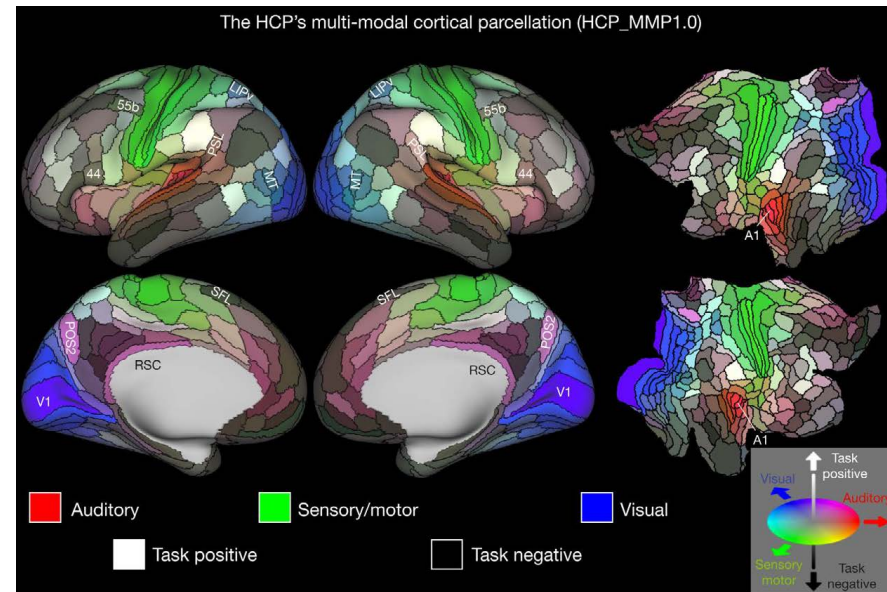 The HCP's multi-modal cortical parcellation (HCP_MMP1.0)
55b
LIPv
PSL
44
MT
LIPv
55b
PSL
MT
44
A1
SFL
POS2
RSC
V1
SFL
POS2
RSC
V1
A1
Auditory
Sensory/motor
Visual
Task positive
Task negative
Task
positive
Visual
Auditory
Sensory
motor
Task
negative